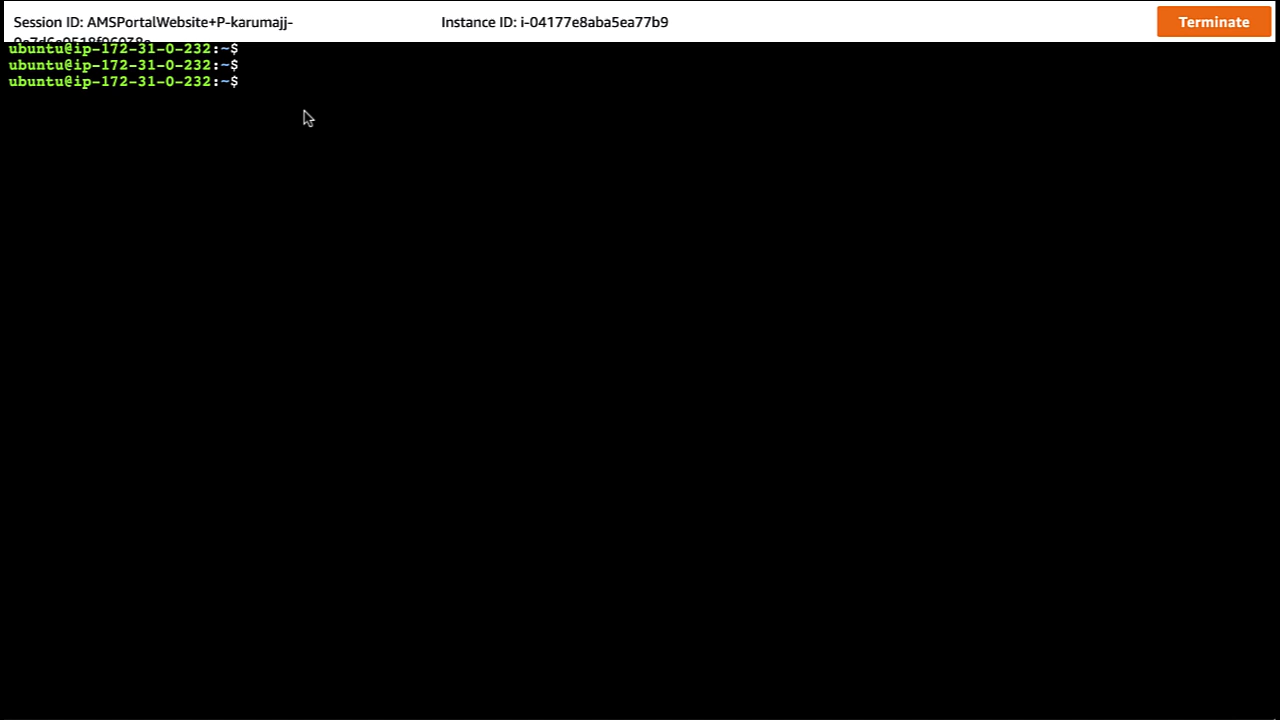 Session ID: AMSPortalWebsite+P-karumajj-
Instance ID: i-04177e8aba5ea77b9
Terminate
ubuntu@ip-172-31-0-232:~$
ubuntu@ip-172-31-0-232:~$
ubuntu@ip-172-31-0-232:~$